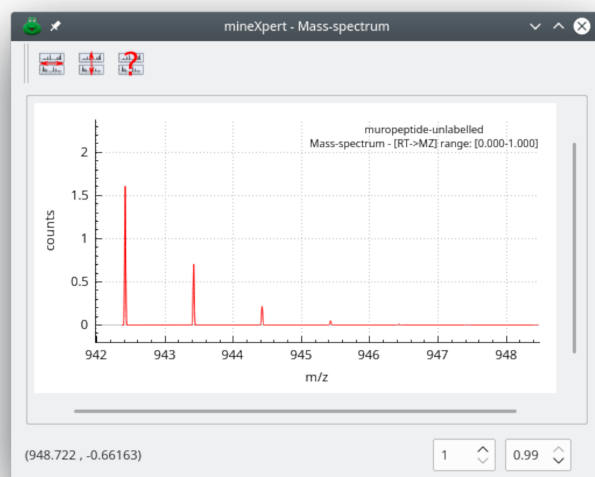 mineXpert - Mass-spectrum
?
muropeptide-unlabelled
Mass-spectrum - [RT->MZ] range: [0.000-1.000]
2
1.5
1
0.5
0
counts
942 943 944 945 946 947 948
m/z
(948.722 , -0.66163)
1
0.99